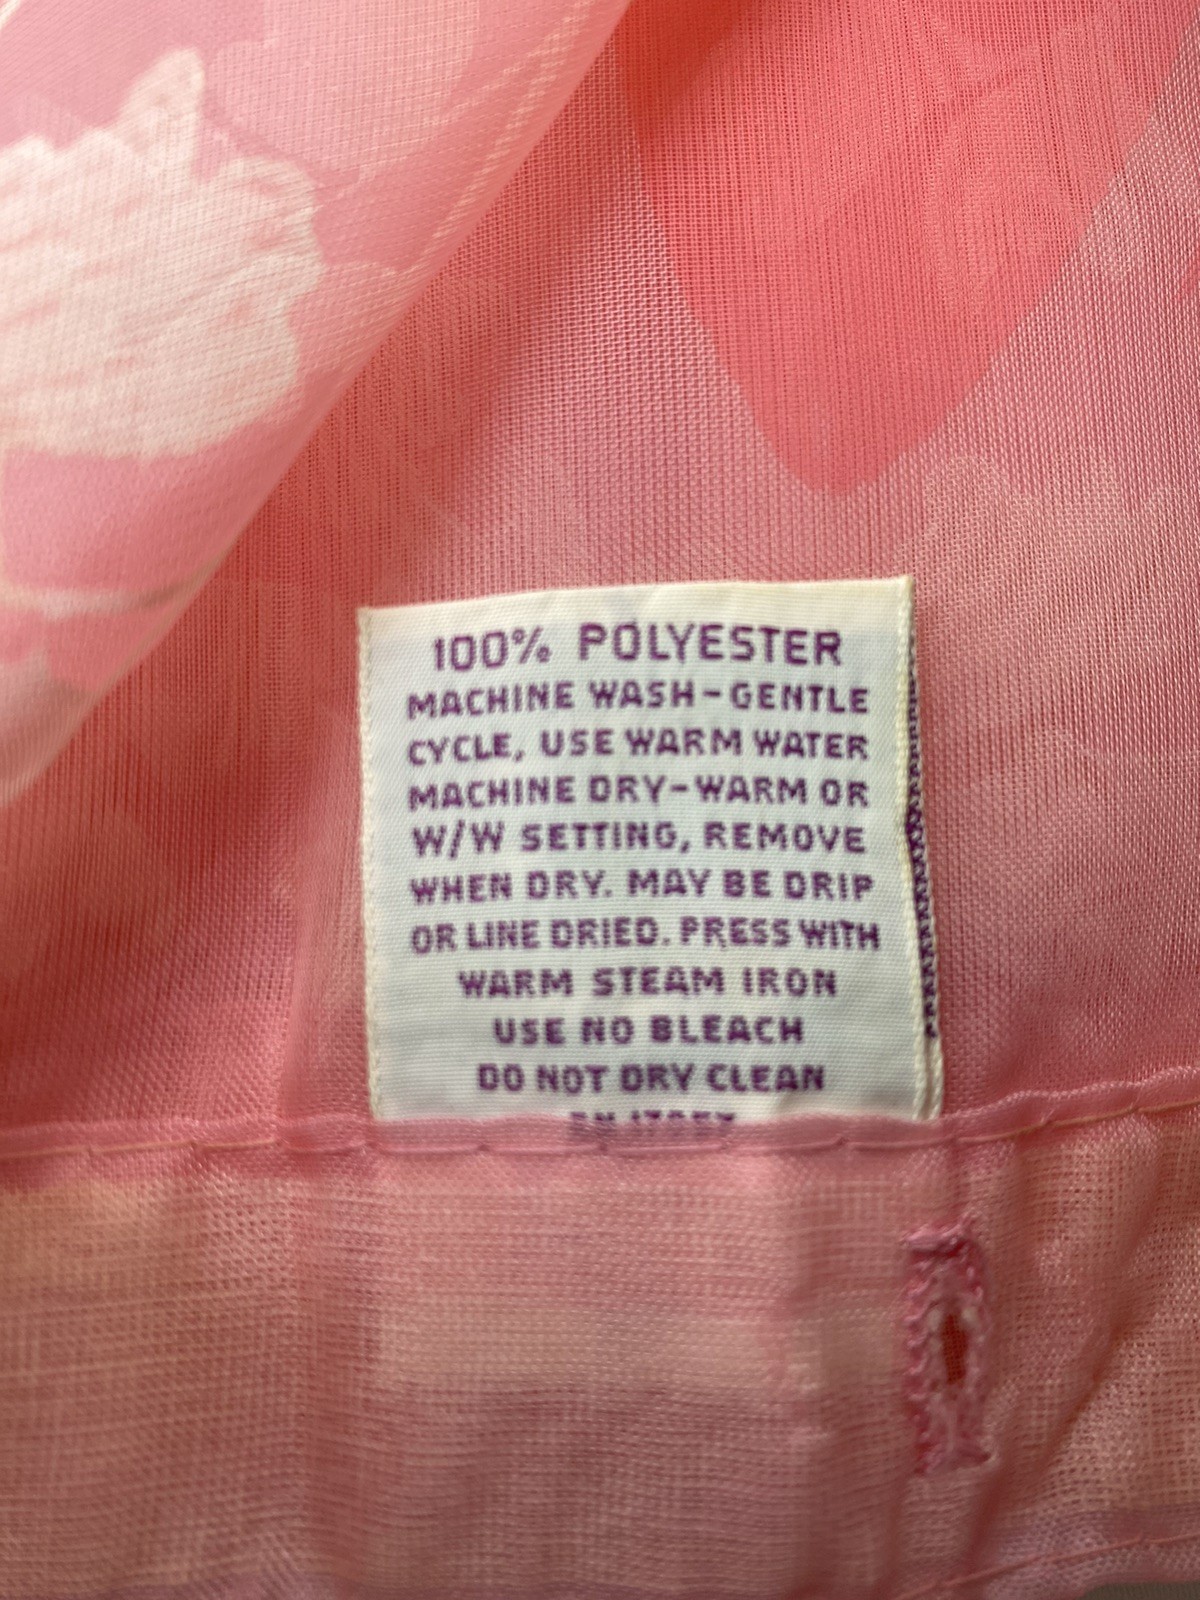 100% POLYESTER
MACHINE WASH-GENTLE
CYCLE, USE WARM WATER
MACHINE DRY-WARM OR
W/W SETTING, REMOVE
WHEN DRY. MAY BE DRIP
OR LINE DRIED. PRESS WITH
WARM STEAM IRON
USE NO BLEACH
DO NOT DRY CLEAN